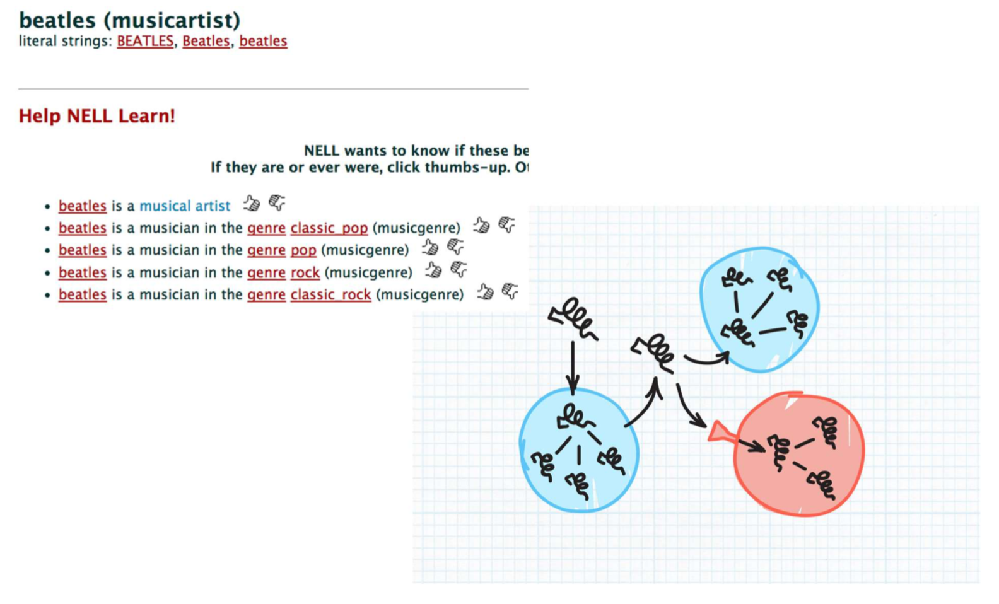 beatles (musicartist)
literal strings: BEATLES, Beatles, beatles
Help NELL Learn!
NELL wants to know if these be
If they are or ever were, click thumbs-up. Ot
• beatles is a musical artist
• beatles is a musician in the genre classic_pop (musicgenre)
• beatles is a musician in the genre pop (musicgenre)
• beatles is a musician in the genre rock (musicgenre)
• beatles is a musician in the genre classic_rock (musicgenre)